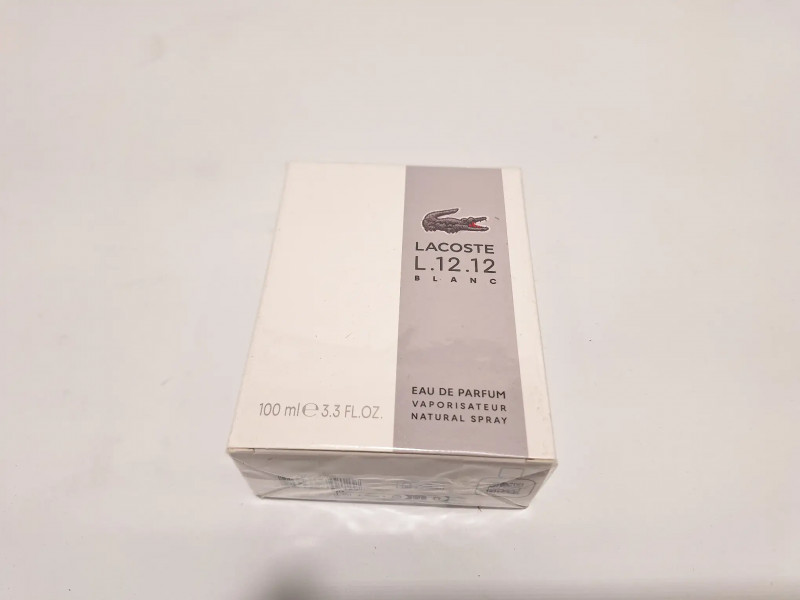 LACOSTE
L.12.12
BLANC
EAU DE PARFUM
VAPORISATEUR
NATURAL SPRAY
100 ml ℮ 3.3 FL.OZ.